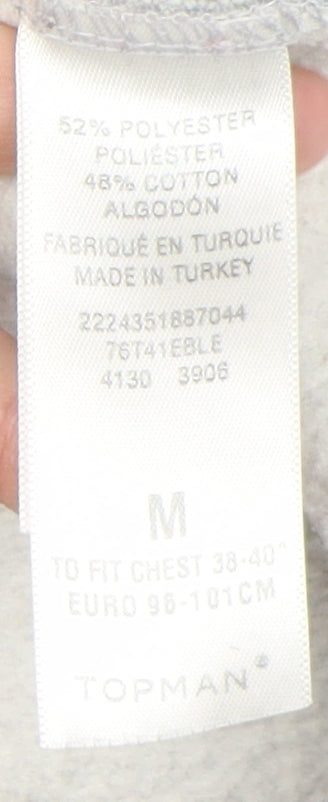 52% POLYESTER
POLIÉSTER
48% COTTON
ALGODÓN
FABRIQUÉ EN TURQUIE
MADE IN TURKEY
2224351887044
76T41EBLE
4130 3906
M
TO FIT CHEST 38-40"
EURO 96-101CM
TOPMAN®